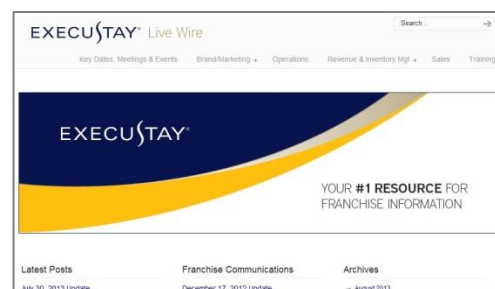 EXECUSTAY® Live Wire
Search...
Key Dates, Meetings & Events Brand/Marketing Operations Revenue & Inventory Mgt Sales Training
EXECUSTAY®
YOUR #1 RESOURCE FOR
FRANCHISE INFORMATION
Latest Posts Franchise Communications Archives
July 30, 2013 Update December 17, 2012 Update → August 2013